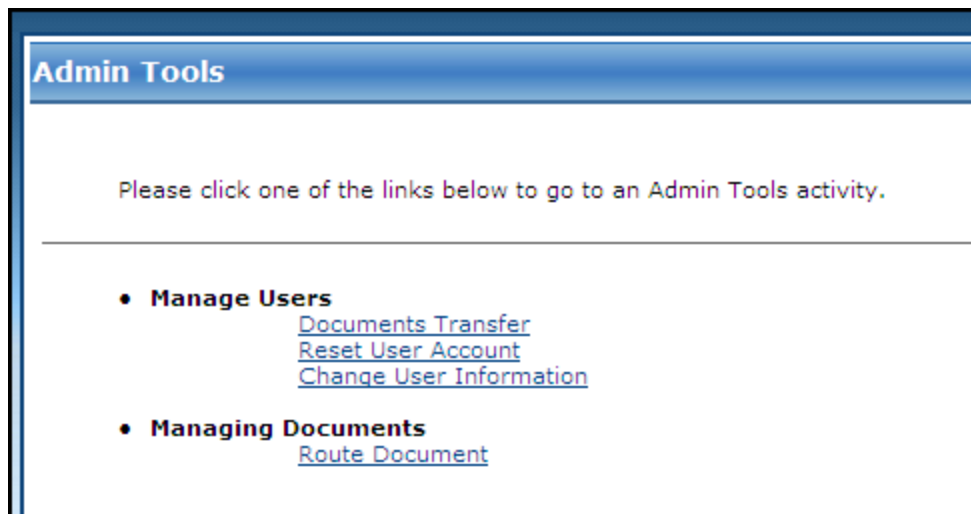 Admin Tools
Please click one of the links below to go to an Admin Tools activity.
• Manage Users
Documents Transfer
Reset User Account
Change User Information
• Managing Documents
Route Document